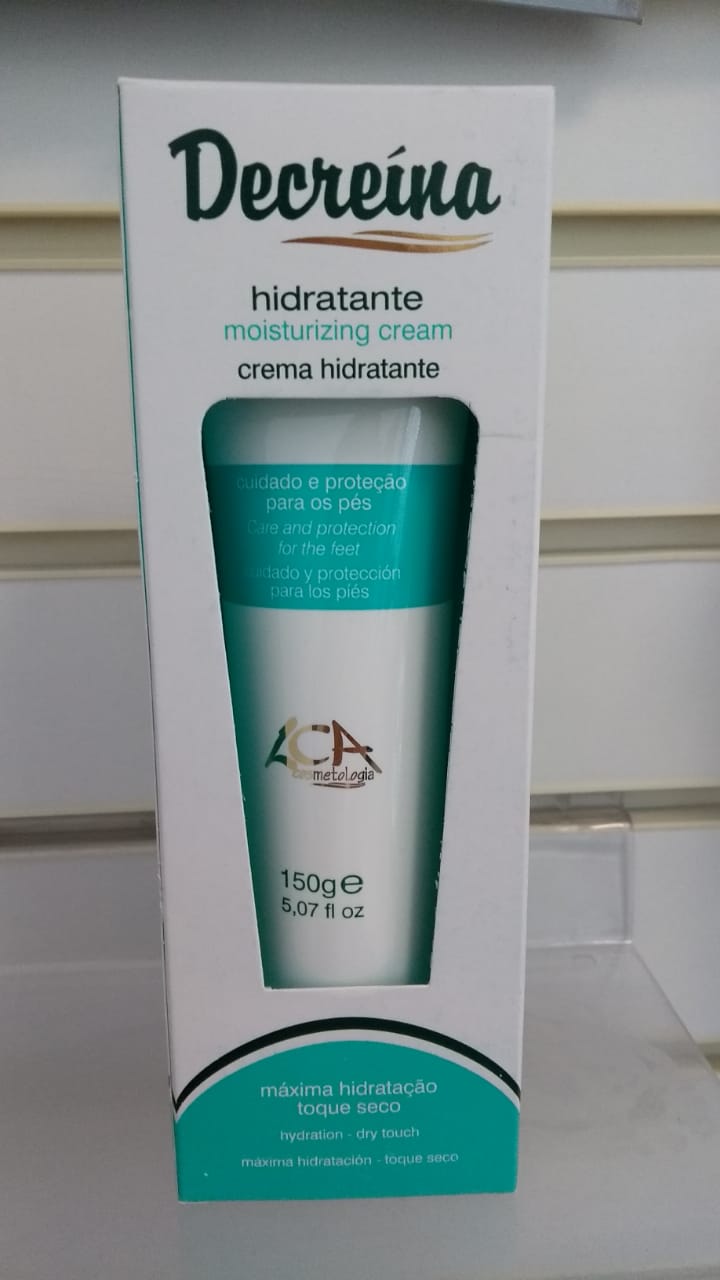 Decreína
hidratante
moisturizing cream
crema hidratante
cuidado e proteção
para os pés
Care and protection
for the feet
cuidado y protección
para los piés
LCA
cosmetologia
150g e
5,07 fl oz
máxima hidratação
toque seco
hydration - dry touch
máxima hidratación - toque seco